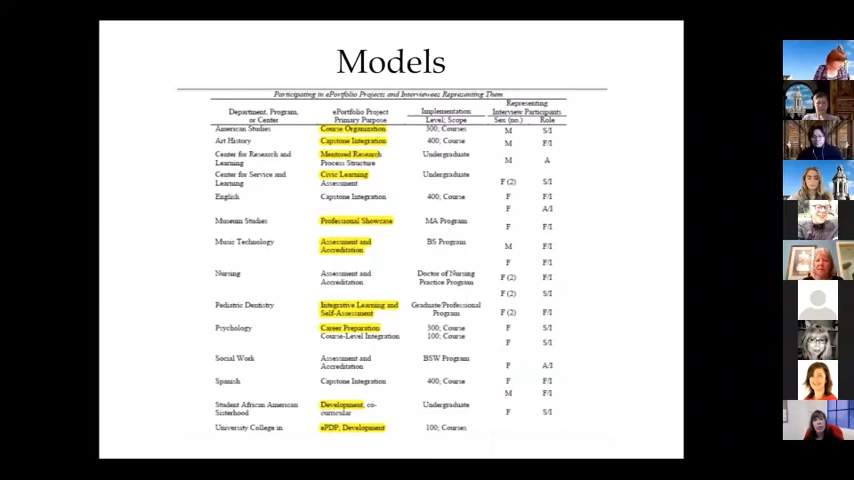 Models
Participating in ePortfolio Projects and Interviewees Representing Them
Representing
Department, Program, ePortfolio Project Implementation Interview Participants
or Center Primary Purpose Level; Scope Sex (no.) Role
American Studies Course Organization 300; Courses M S/I
Art History Capstone Integration 400; Course M F/I
Center for Research and Mentored Research Undergraduate
Learning Process Structure M A
Center for Service and Civic Learning Undergraduate
Learning Assessment F (2) S/I
English Capstone Integration 400; Course F F/I
F A/I
Museum Studies Professional Showcase MA Program
F F/I
Music Technology Assessment and BS Program
Accreditation M F/I
F F/I
Nursing Assessment and Doctor of Nursing
Accreditation Practice Program F (2) F/I
F (2) S/I
Pediatric Dentistry Integrative Learning and Graduate/Professional
Self-Assessment Program F (2) F/I
Psychology Career Preparation 300; Course F S/I
Course-Level Integration 100; Course
F S/I
Social Work Assessment and BSW Program
Accreditation F A/I
Spanish Capstone Integration 400; Course F F/I
M F/I
Student African American Development, co- Undergraduate
Sisterhood curricular F S/I
University College in ePDP; Development 100; Courses